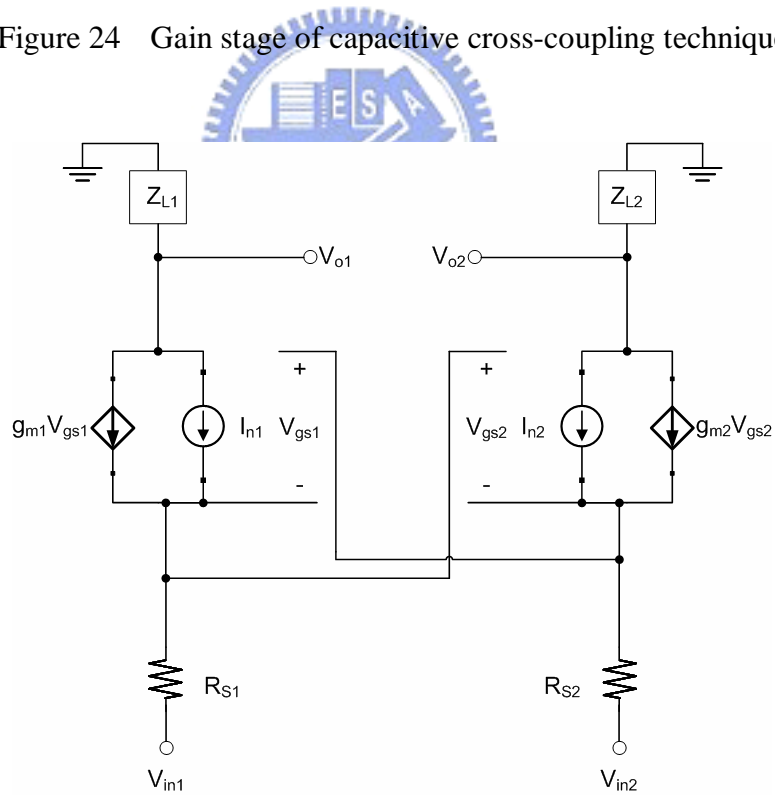 Figure 24 Gain stage of capacitive cross-coupling technique
E S A
Z_L1
Z_L2
V_o1
V_o2
+
+
g_m1V_gs1
I_n1
V_gs1
V_gs2
I_n2
g_m2V_gs2
-
-
R_S1
R_S2
V_in1
V_in2